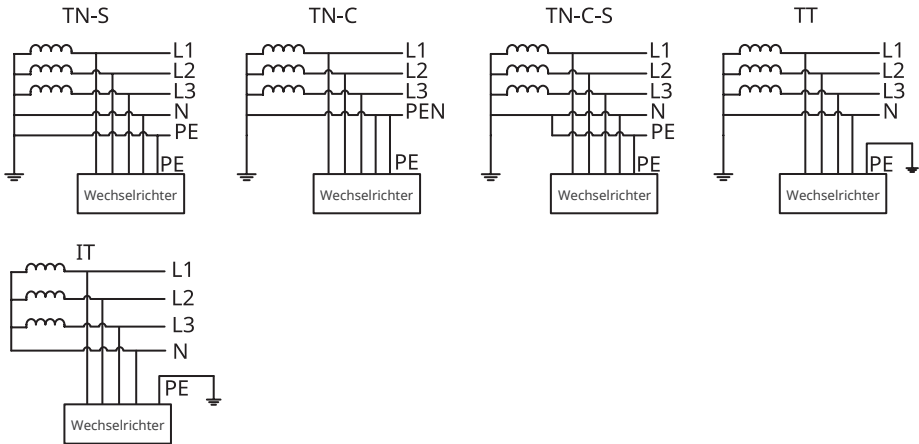 TN-S TN-C TN-C-S TT
L1 L1 L1 L1
L2 L2 L2 L2
L3 L3 L3 L3
N PEN N N
PE PE
PE PE PE PE
Wechselrichter Wechselrichter Wechselrichter Wechselrichter
IT
L1
L2
L3
N
PE
Wechselrichter